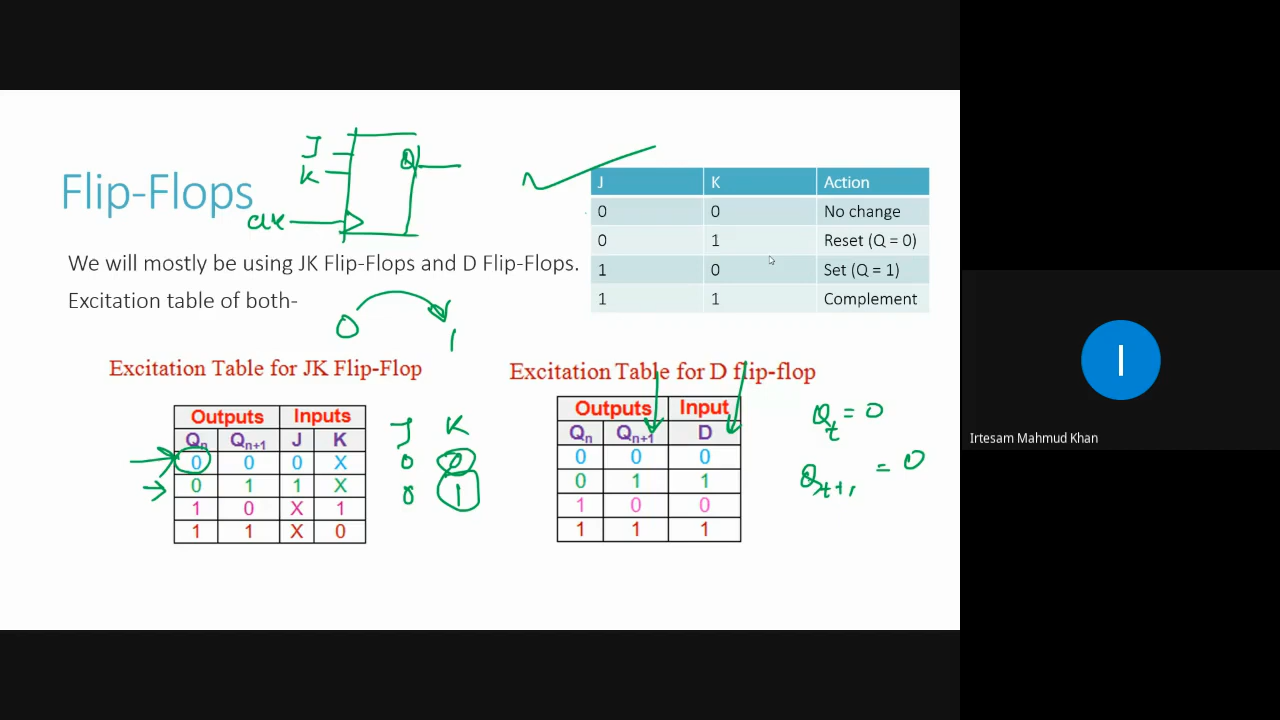 Flip-Flops
J
K
Q
CLK
J K Action
0 0 No change
0 1 Reset (Q = 0)
1 0 Set (Q = 1)
1 1 Complement
We will mostly be using JK Flip-Flops and D Flip-Flops.
Excitation table of both-
0 1
Excitation Table for JK Flip-Flop
Outputs Inputs
Qn Qn+1 J K
0 0 0 X
0 1 1 X
1 0 X 1
1 1 X 0
J K
0 0
0 1
Excitation Table for D flip-flop
Outputs Input
Qn Qn+1 D
0 0 0
0 1 1
1 0 0
1 1 1
Qt = 0
Qt+1 = 0
I
Irtesam Mahmud Khan